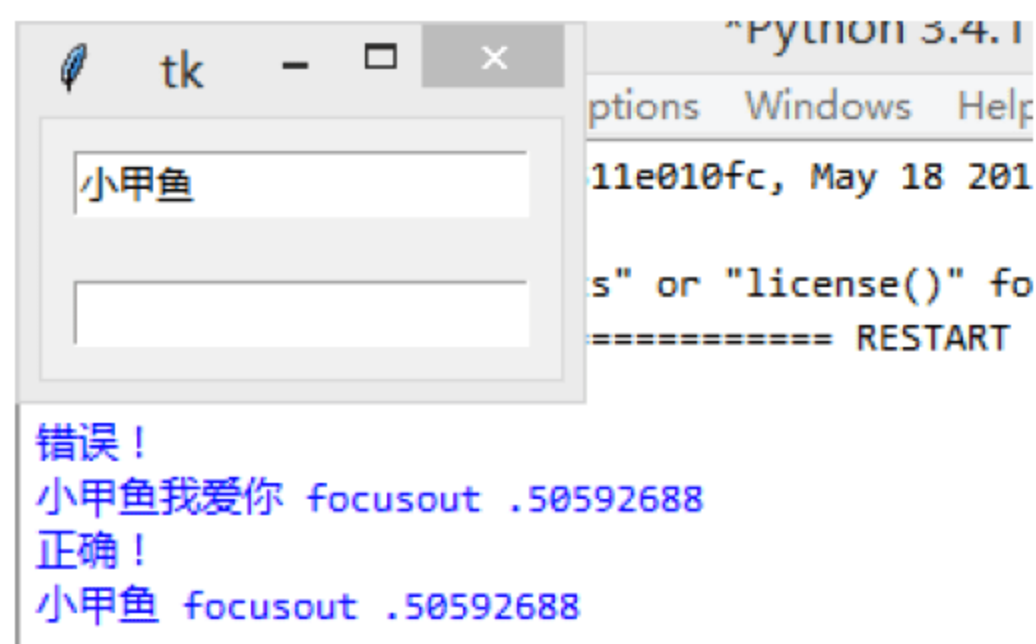 tk
*Python 3.4.1
ptions Windows Help
小甲鱼
11e010fc, May 18 201
s" or "license()" fo
=========== RESTART
错误！
小甲鱼我爱你 focusout .50592688
正确！
小甲鱼 focusout .50592688